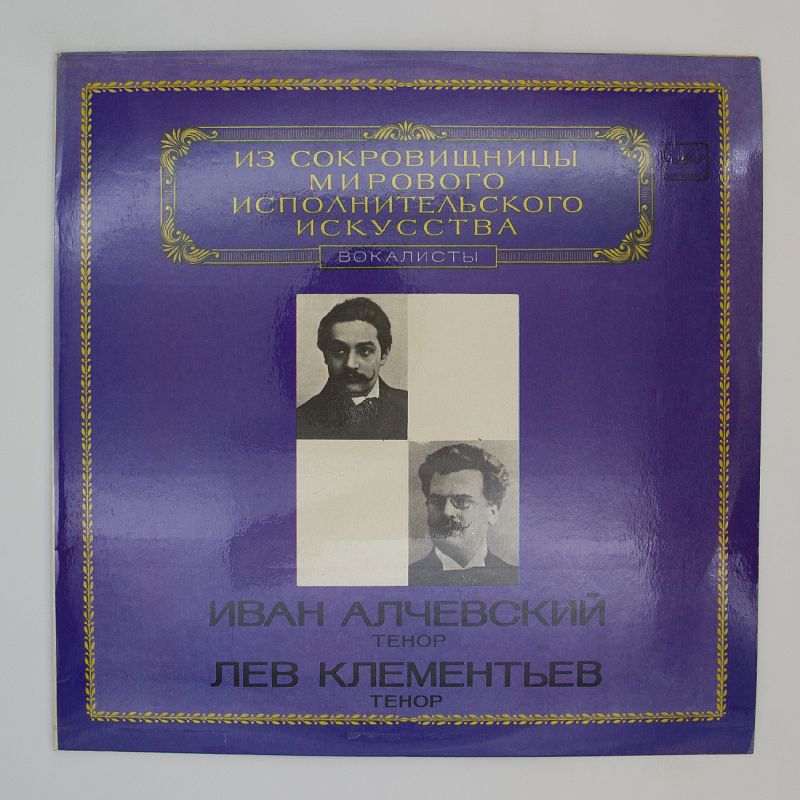 ИЗ СОКРОВИЩНИЦЫ
МИРОВОГО
ИСПОЛНИТЕЛЬСКОГО
ИСКУССТВА
ВОКАЛИСТЫ
ИВАН АЛЧЕВСКИЙ
ТЕНОР
ЛЕВ КЛЕМЕНТЬЕВ
ТЕНОР